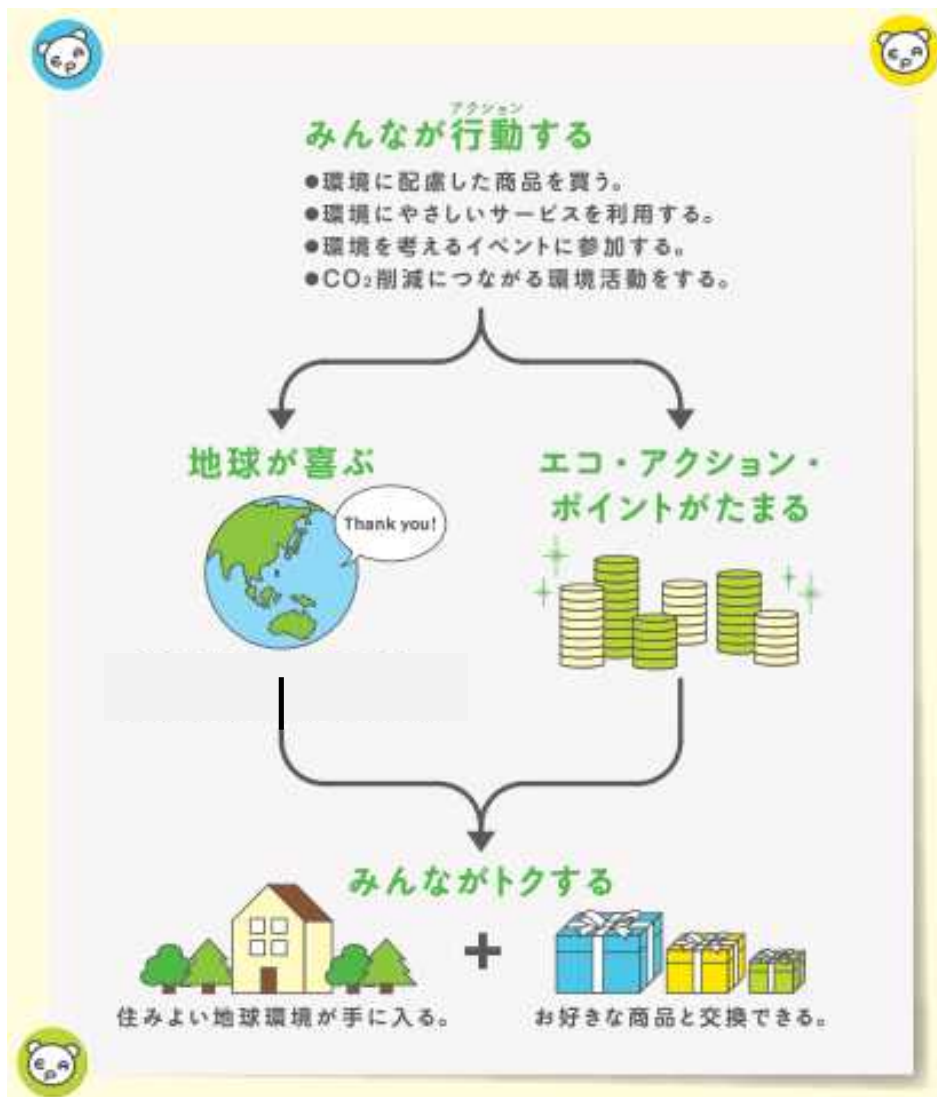 アクション
みんなが行動する
●環境に配慮した商品を買う。
●環境にやさしいサービスを利用する。
●環境を考えるイベントに参加する。
●CO₂削減につながる環境活動をする。
地球が喜ぶ
Thank you!
エコ・アクション・
ポイントがたまる
みんながトクする
+
住みよい地球環境が手に入る。
お好きな商品と交換できる。